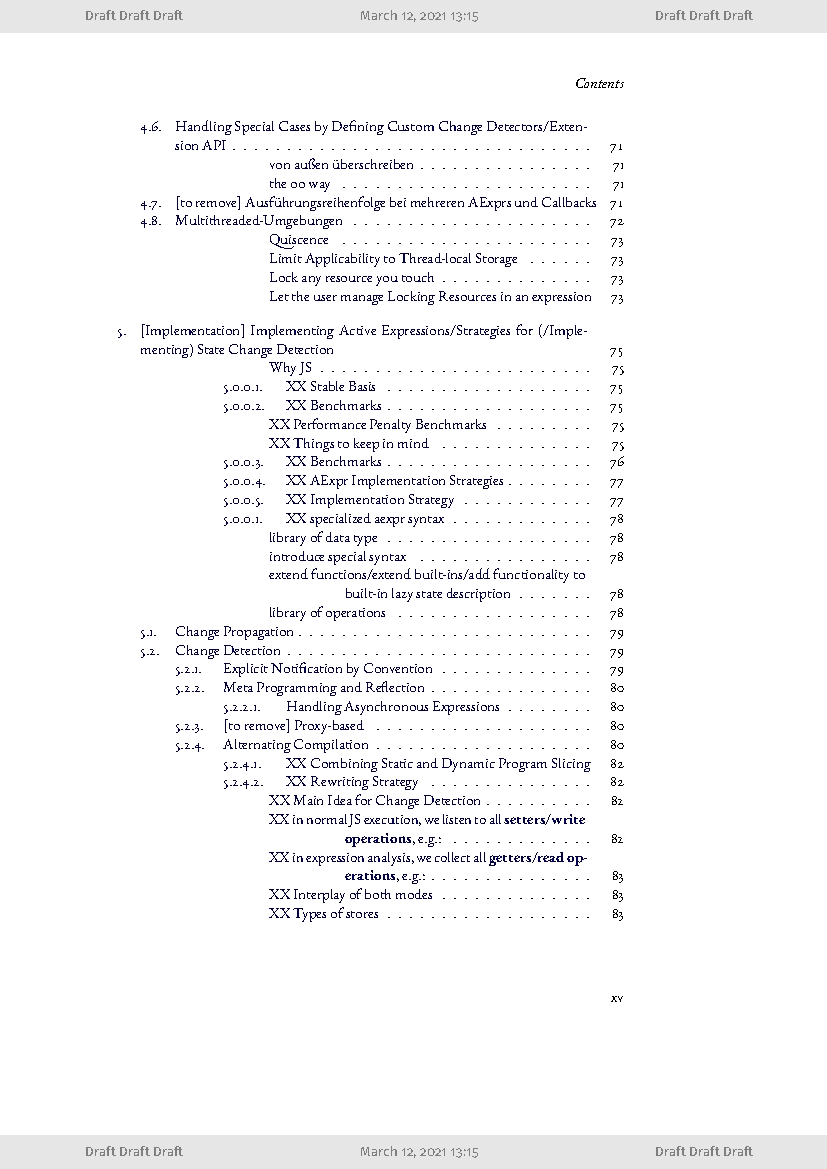 Draft Draft Draft March 12, 2021 13:15 Draft Draft Draft
Contents
4.6. Handling Special Cases by Defining Custom Change Detectors/Exten-
sion API . . . . . . . . . . . . . . . . . . . . . . . . . . . . . . . . . 71
von außen überschreiben . . . . . . . . . . . . . . . . 71
the oo way . . . . . . . . . . . . . . . . . . . . . . . 71
4.7. [to remove] Ausführungsreihenfolge bei mehreren AExprs und Callbacks 71
4.8. Multithreaded-Umgebungen . . . . . . . . . . . . . . . . . . . . . . 72
Quiscence . . . . . . . . . . . . . . . . . . . . . . . 73
Limit Applicability to Thread-local Storage . . . . . . 73
Lock any resource you touch . . . . . . . . . . . . . . 73
Let the user manage Locking Resources in an expression 73
5. [Implementation] Implementing Active Expressions/Strategies for (/Imple-
menting) State Change Detection 75
Why JS . . . . . . . . . . . . . . . . . . . . . . . . . 75
5.0.0.1. XX Stable Basis . . . . . . . . . . . . . . . . . . . 75
5.0.0.2. XX Benchmarks . . . . . . . . . . . . . . . . . . . 75
XX Performance Penalty Benchmarks . . . . . . . . . 75
XX Things to keep in mind . . . . . . . . . . . . . . 75
5.0.0.3. XX Benchmarks . . . . . . . . . . . . . . . . . . . 76
5.0.0.4. XX AExpr Implementation Strategies . . . . . . . . 77
5.0.0.5. XX Implementation Strategy . . . . . . . . . . . . 77
5.0.0.1. XX specialized aexpr syntax . . . . . . . . . . . . . 78
library of data type . . . . . . . . . . . . . . . . . . . 78
introduce special syntax . . . . . . . . . . . . . . . . 78
extend functions/extend built-ins/add functionality to
built-in lazy state description . . . . . . . 78
library of operations . . . . . . . . . . . . . . . . . . 78
5.1. Change Propagation . . . . . . . . . . . . . . . . . . . . . . . . . . . 79
5.2. Change Detection . . . . . . . . . . . . . . . . . . . . . . . . . . . . 79
5.2.1. Explicit Notification by Convention . . . . . . . . . . . . . . 79
5.2.2. Meta Programming and Reflection . . . . . . . . . . . . . . . 80
5.2.2.1. Handling Asynchronous Expressions . . . . . . . . 80
5.2.3. [to remove] Proxy-based . . . . . . . . . . . . . . . . . . . . 80
5.2.4. Alternating Compilation . . . . . . . . . . . . . . . . . . . . 80
5.2.4.1. XX Combining Static and Dynamic Program Slicing 82
5.2.4.2. XX Rewriting Strategy . . . . . . . . . . . . . . . 82
XX Main Idea for Change Detection . . . . . . . . . . 82
XX in normal JS execution, we listen to all setters/write
operations, e.g.: . . . . . . . . . . . . . 82
XX in expression analysis, we collect all getters/read op-
erations, e.g.: . . . . . . . . . . . . . . . 83
XX Interplay of both modes . . . . . . . . . . . . . . 83
XX Types of stores . . . . . . . . . . . . . . . . . . . 83
xv
Draft Draft Draft March 12, 2021 13:15 Draft Draft Draft